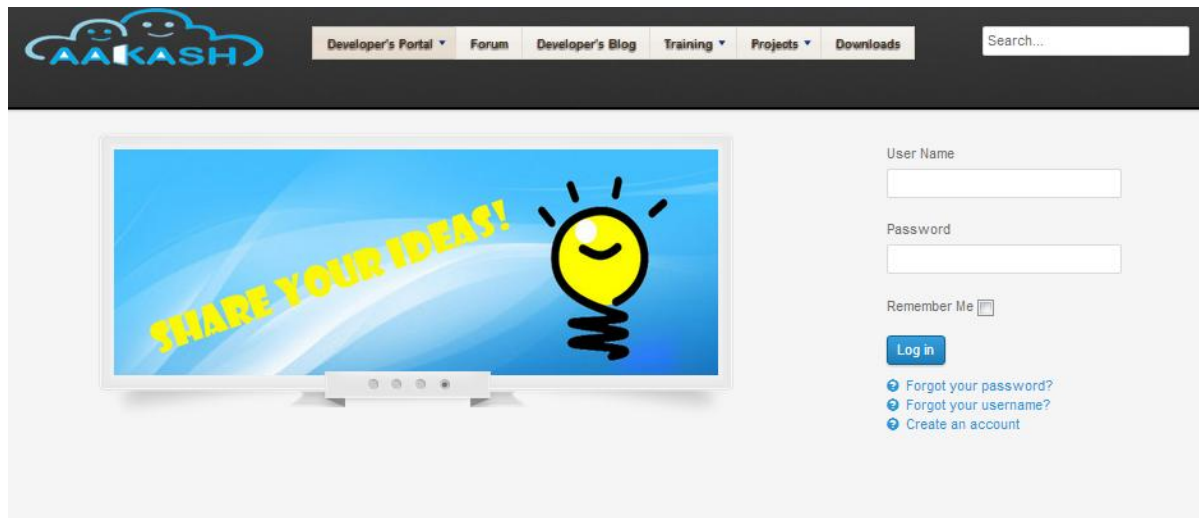 AAKASH
Developer's Portal Forum Developer's Blog Training Projects Downloads
Search...
SHARE YOUR IDEAS!
User Name
Password
Remember Me
Log in
Forgot your password?
Forgot your username?
Create an account